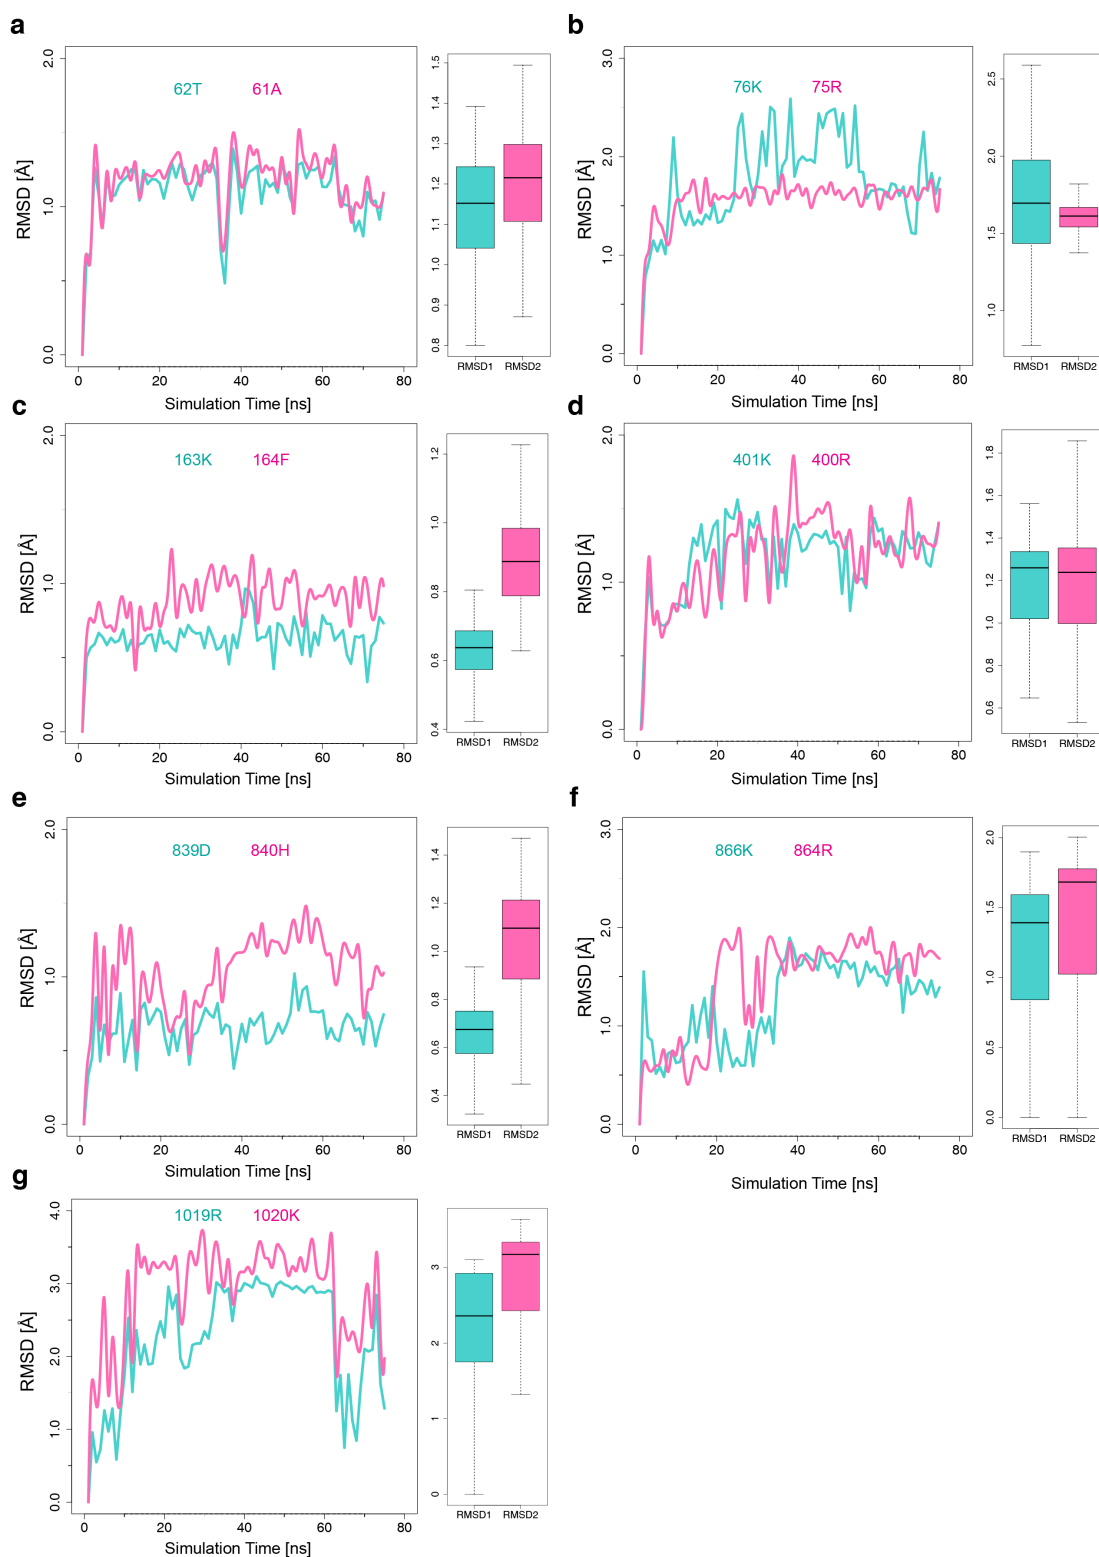 a
RMSD [Å]
2.0
1.0
0.0
62T 61A
0 20 40 60 80
Simulation Time [ns]
1.5
1.4
1.3
1.2
1.1
1.0
0.9
0.8
RMSD1 RMSD2
b
RMSD [Å]
3.0
2.0
1.0
0.0
76K 75R
0 20 40 60 80
Simulation Time [ns]
2.5
2.0
1.5
1.0
RMSD1 RMSD2
c
RMSD [Å]
2.0
1.0
0.0
163K 164F
0 20 40 60 80
Simulation Time [ns]
1.2
1.0
0.8
0.6
0.4
RMSD1 RMSD2
d
RMSD [Å]
2.0
1.0
0.0
401K 400R
0 20 40 60 80
Simulation Time [ns]
1.8
1.6
1.4
1.2
1.0
0.8
0.6
RMSD1 RMSD2
e
RMSD [Å]
2.0
1.0
0.0
839D 840H
0 20 40 60 80
Simulation Time [ns]
1.4
1.2
1.0
0.8
0.6
0.4
RMSD1 RMSD2
f
RMSD [Å]
3.0
2.0
1.0
0.0
866K 864R
0 20 40 60 80
Simulation Time [ns]
2.0
1.5
1.0
0.5
0.0
RMSD1 RMSD2
g
RMSD [Å]
4.0
3.0
2.0
1.0
0.0
1019R 1020K
0 20 40 60 80
Simulation Time [ns]
3
2
1
0
RMSD1 RMSD2